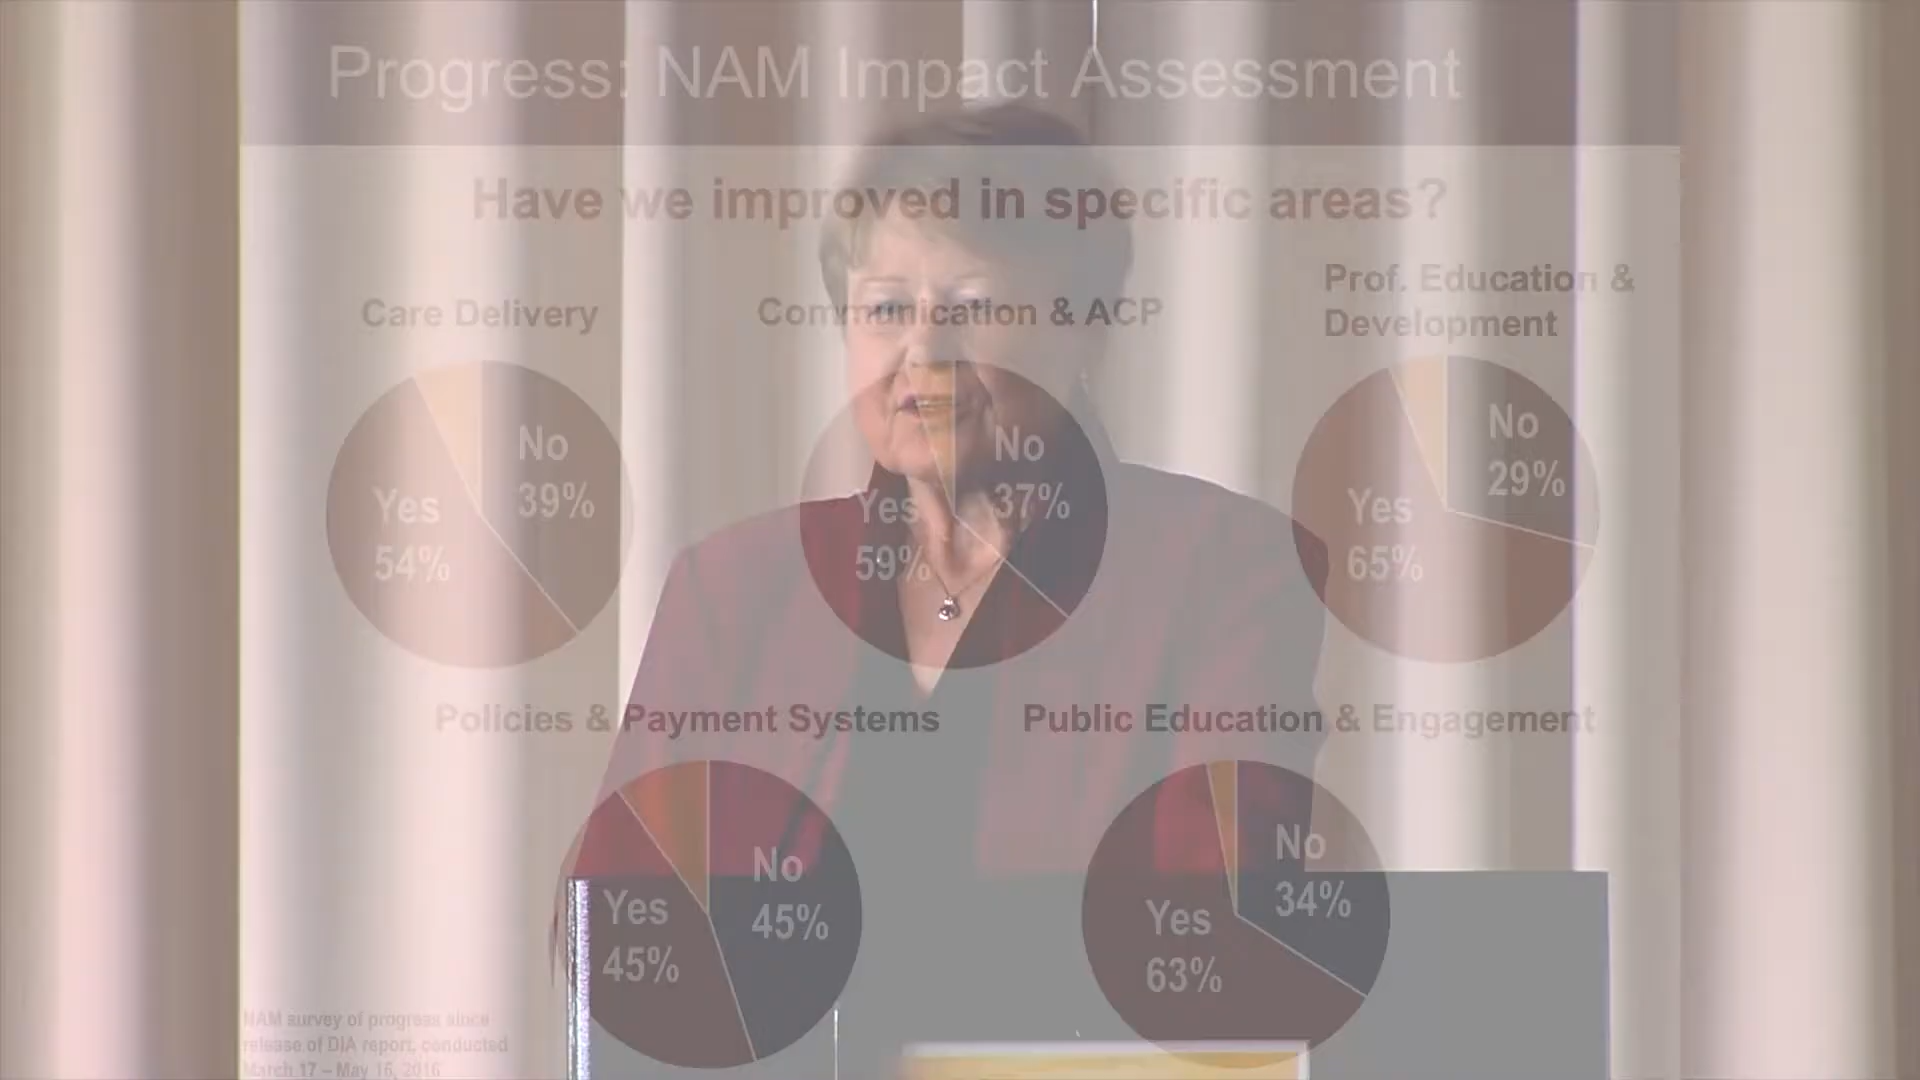 Progress: NAM Impact Assessment
Have we improved in specific areas?
Care Delivery
Communication & ACP
Prof. Education &
Development
No
39%
Yes
54%
No
37%
Yes
59%
No
29%
Yes
65%
Policies & Payment Systems
Public Education & Engagement
No
45%
Yes
45%
No
34%
Yes
63%
NAM survey of progress since
release of DIA report, conducted
March 17 – May 16, 2016